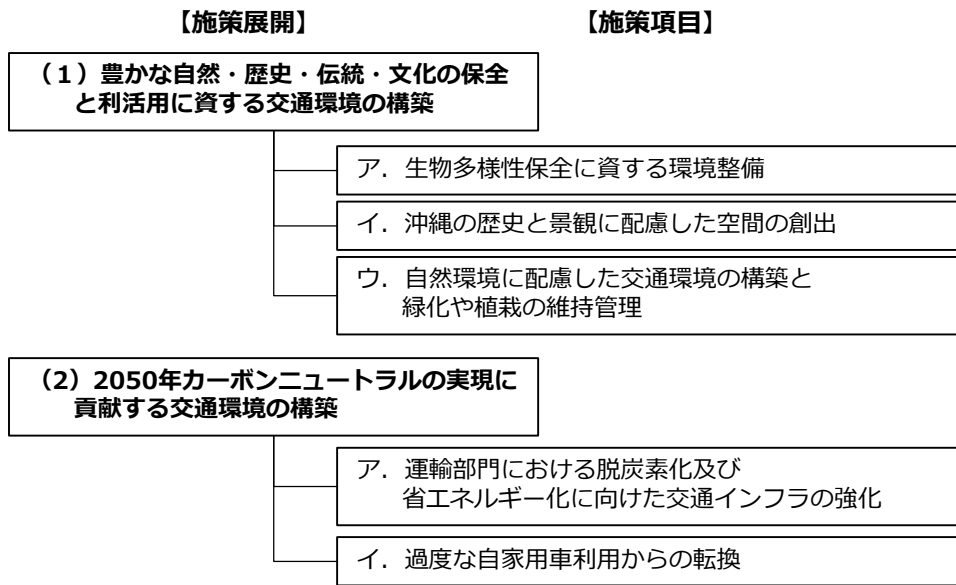 【施策展開】 【施策項目】
（１）豊かな自然・歴史・伝統・文化の保全
と利活用に資する交通環境の構築
ア．生物多様性保全に資する環境整備
イ．沖縄の歴史と景観に配慮した空間の創出
ウ．自然環境に配慮した交通環境の構築と
緑化や植栽の維持管理
（2）2050年カーボンニュートラルの実現に
貢献する交通環境の構築
ア．運輸部門における脱炭素化及び
省エネルギー化に向けた交通インフラの強化
イ．過度な自家用車利用からの転換